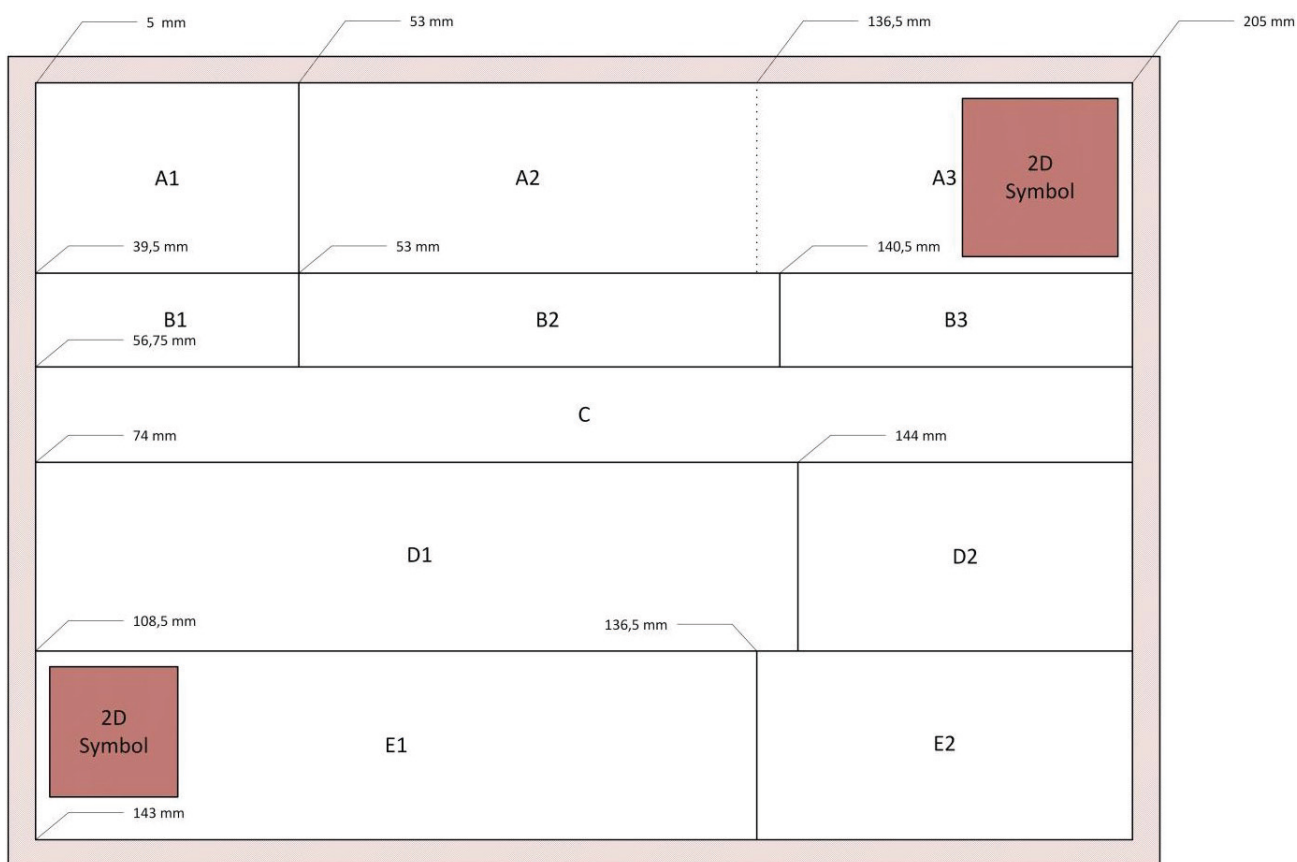 5  mm
53 mm
136,5 mm
205 mm
A1
A2
A3
2D
Symbol
39,5 mm
53 mm
140,5 mm
B1
B2
B3
56,75 mm
C
74 mm
144 mm
D1
D2
108,5 mm
136,5 mm
2D
Symbol
E1
E2
143 mm